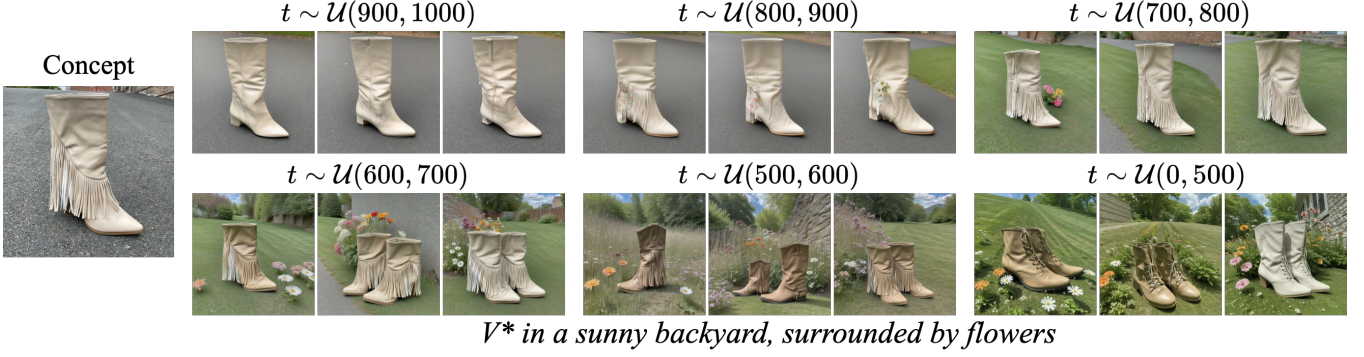 t ∼ 𝒰(900, 1000)
t ∼ 𝒰(800, 900)
t ∼ 𝒰(700, 800)
Concept
t ∼ 𝒰(600, 700)
t ∼ 𝒰(500, 600)
t ∼ 𝒰(0, 500)
V* in a sunny backyard, surrounded by flowers